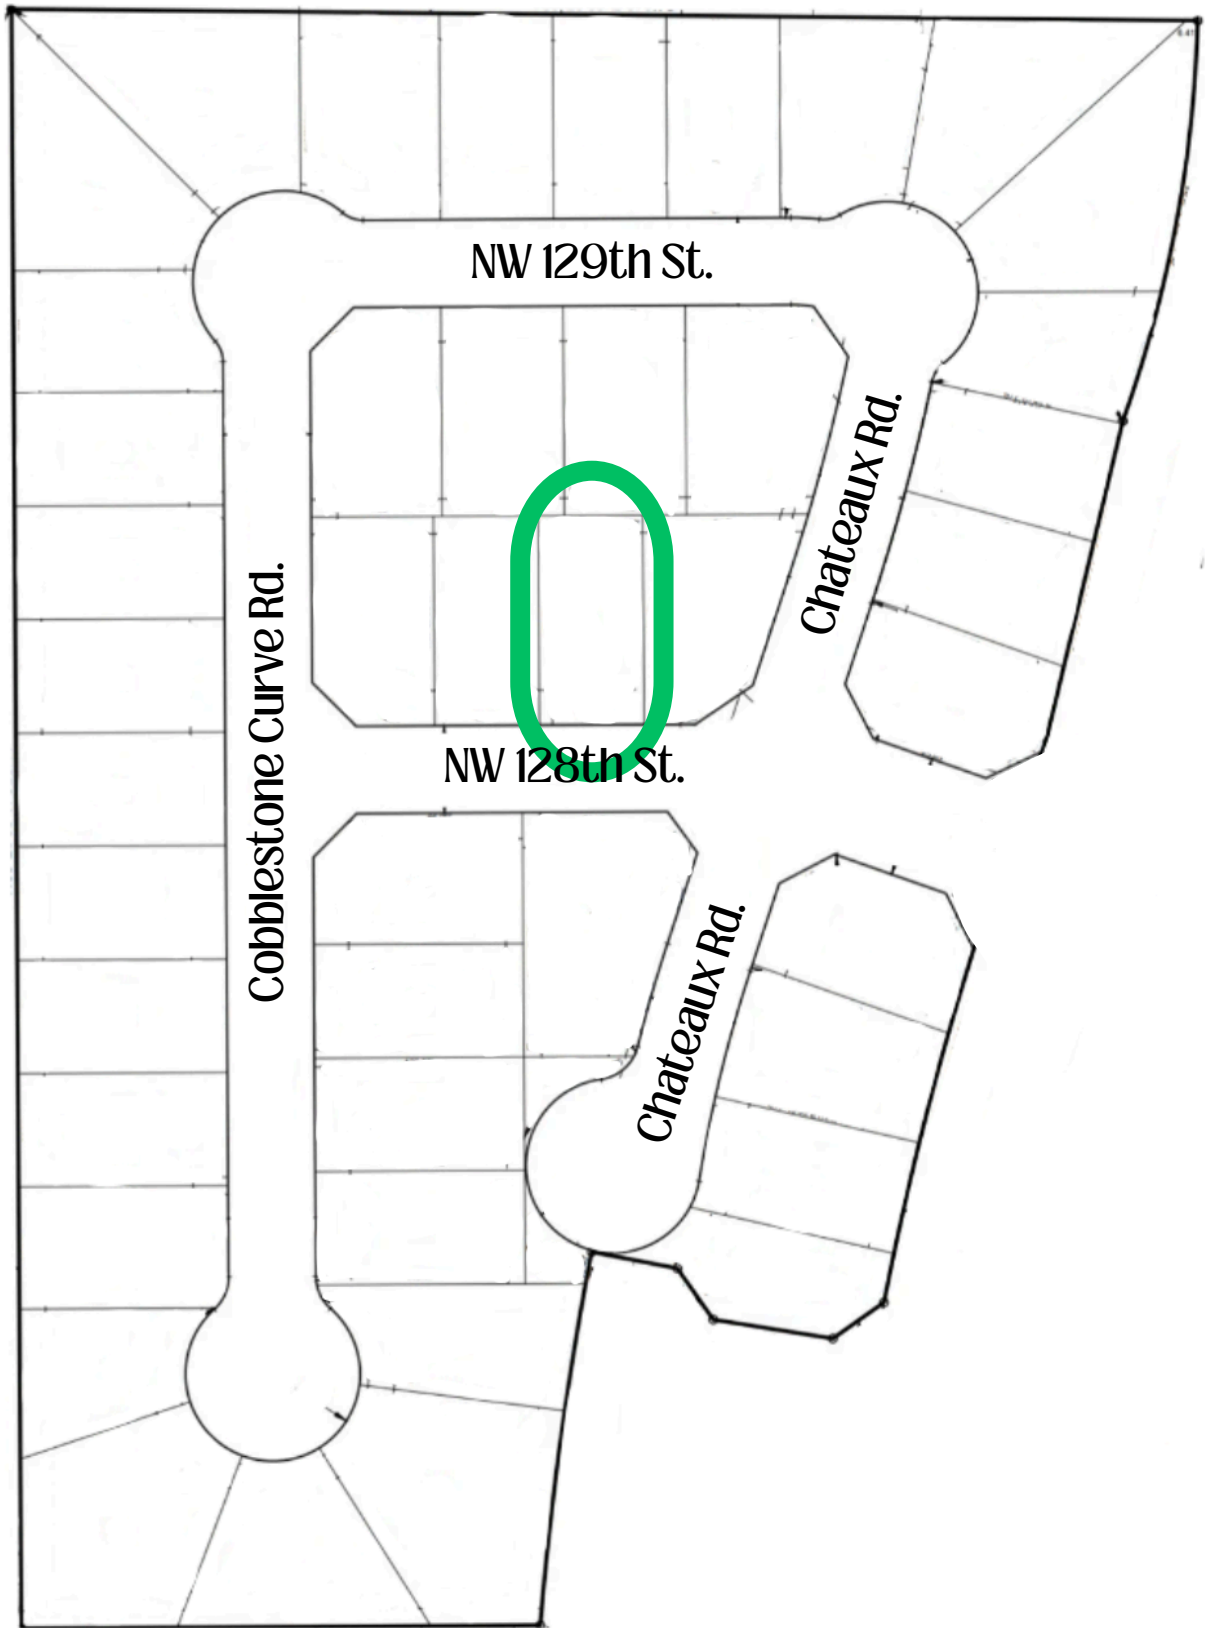 NW 129th St.
Chateaux Rd.
Cobblestone Curve Rd.
NW 128th St.
Chateaux Rd.